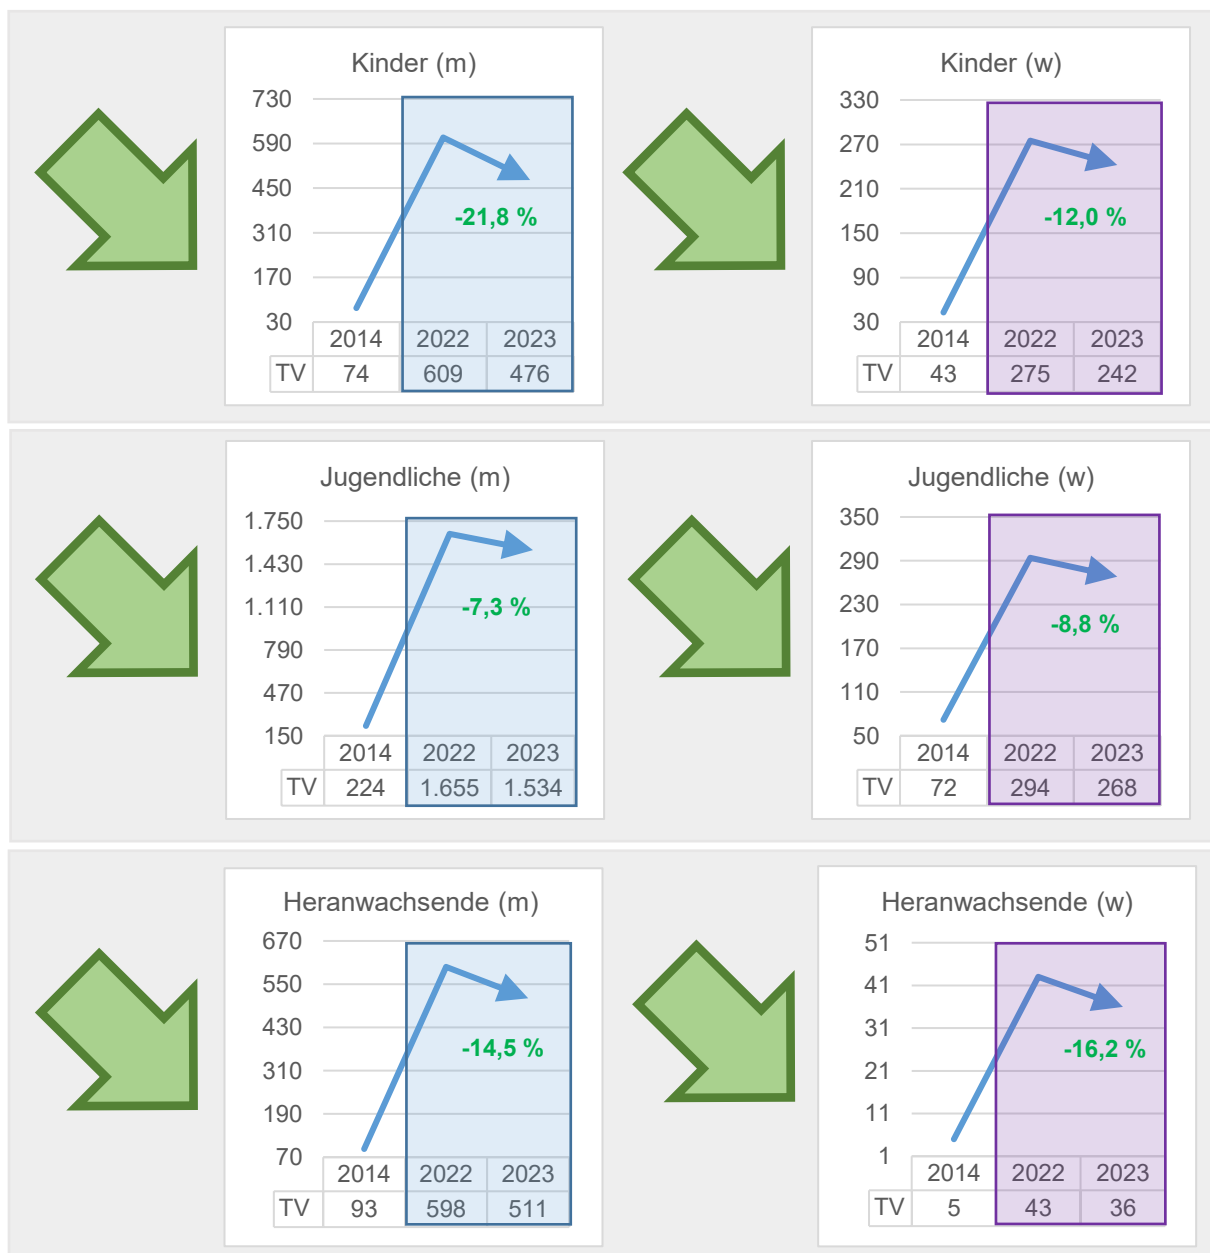 Kinder (m)
730
590
450
310
170
30
-21,8 %
2014 2022 2023
TV 74 609 476
Kinder (w)
330
270
210
150
90
30
-12,0 %
2014 2022 2023
TV 43 275 242
Jugendliche (m)
1.750
1.430
1.110
790
470
150
-7,3 %
2014 2022 2023
TV 224 1.655 1.534
Jugendliche (w)
350
290
230
170
110
50
-8,8 %
2014 2022 2023
TV 72 294 268
Heranwachsende (m)
670
550
430
310
190
70
-14,5 %
2014 2022 2023
TV 93 598 511
Heranwachsende (w)
51
41
31
21
11
1
-16,2 %
2014 2022 2023
TV 5 43 36